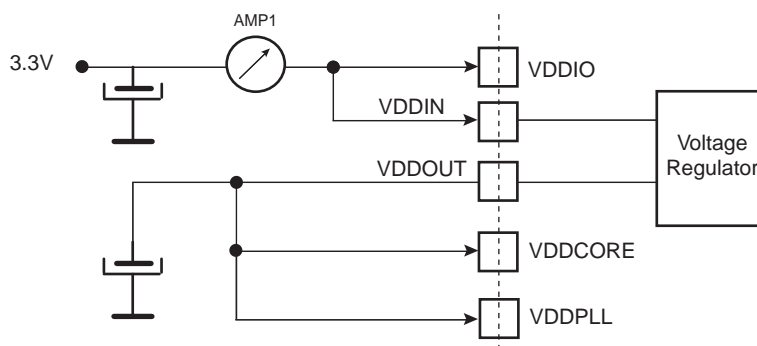 AMP1
3.3V
VDDIO
VDDIN
Voltage
Regulator
VDDOUT
VDDCORE
VDDPLL